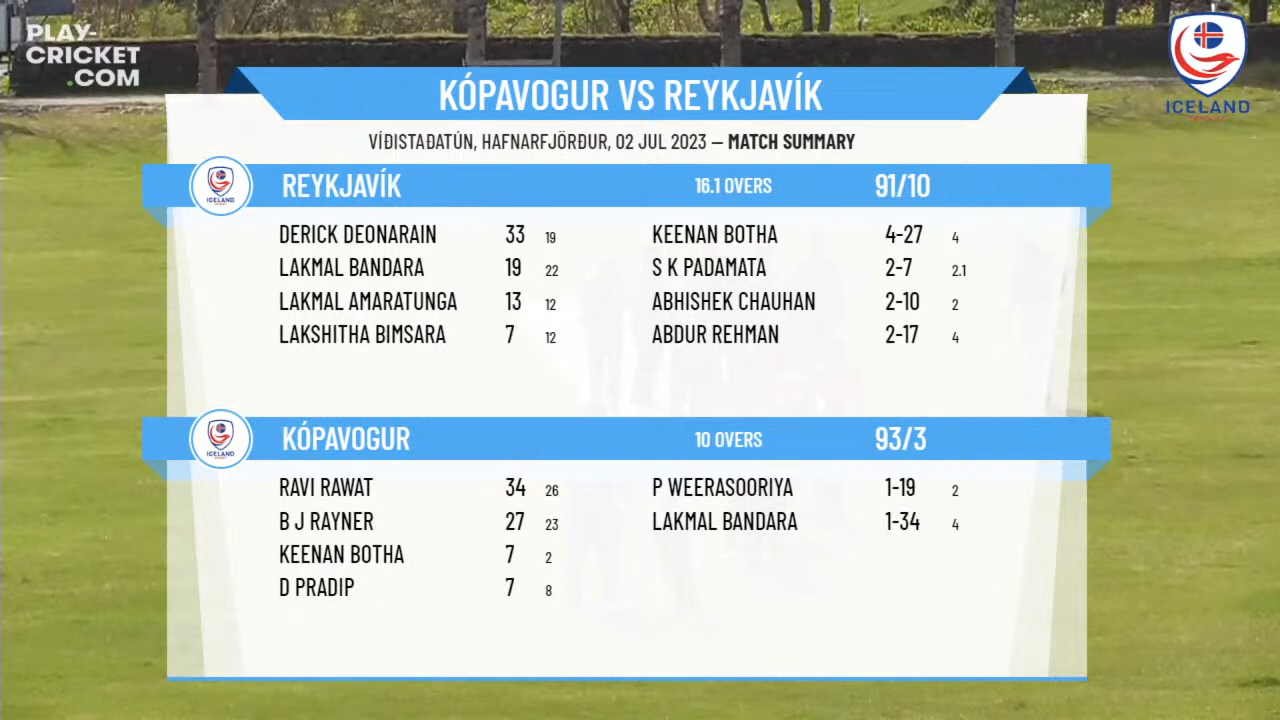 PLAY-
CRICKET
.COM
ICELAND
CRICKET
KÓPAVOGUR VS REYKJAVÍK
VÍÐISTAÐATÚN, HAFNARFJÖRÐUR, 02 JUL 2023 – MATCH SUMMARY
ICELAND
REYKJAVÍK 16.1 OVERS 91/10
DERICK DEONARAIN 33 19 KEENAN BOTHA 4-27 4
LAKMAL BANDARA 19 22 S K PADAMATA 2-7 2.1
LAKMAL AMARATUNGA 13 12 ABHISHEK CHAUHAN 2-10 2
LAKSHITHA BIMSARA 7 12 ABDUR REHMAN 2-17 4
ICELAND
KÓPAVOGUR 10 OVERS 93/3
RAVI RAWAT 34 26 P WEERASOORIYA 1-19 2
B J RAYNER 27 23 LAKMAL BANDARA 1-34 4
KEENAN BOTHA 7 2
D PRADIP 7 8